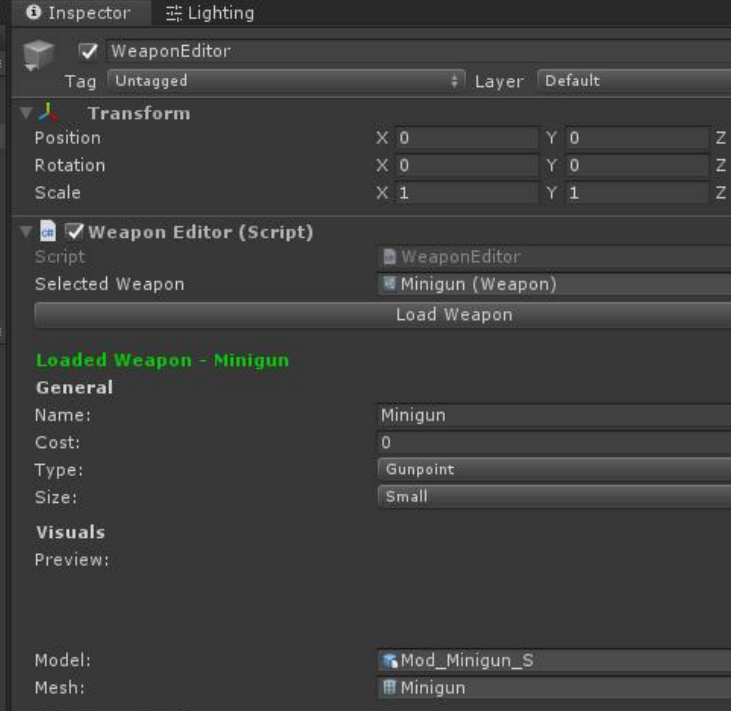 Inspector Lighting
WeaponEditor
Tag Untagged Layer Default
Transform
Position X 0 Y 0 Z
Rotation X 0 Y 0 Z
Scale X 1 Y 1 Z
Weapon Editor (Script)
Script WeaponEditor
Selected Weapon Minigun (Weapon)
Load Weapon
Loaded Weapon - Minigun
General
Name: Minigun
Cost: 0
Type: Gunpoint
Size: Small
Visuals
Preview:
Model: Mod_Minigun_S
Mesh: Minigun